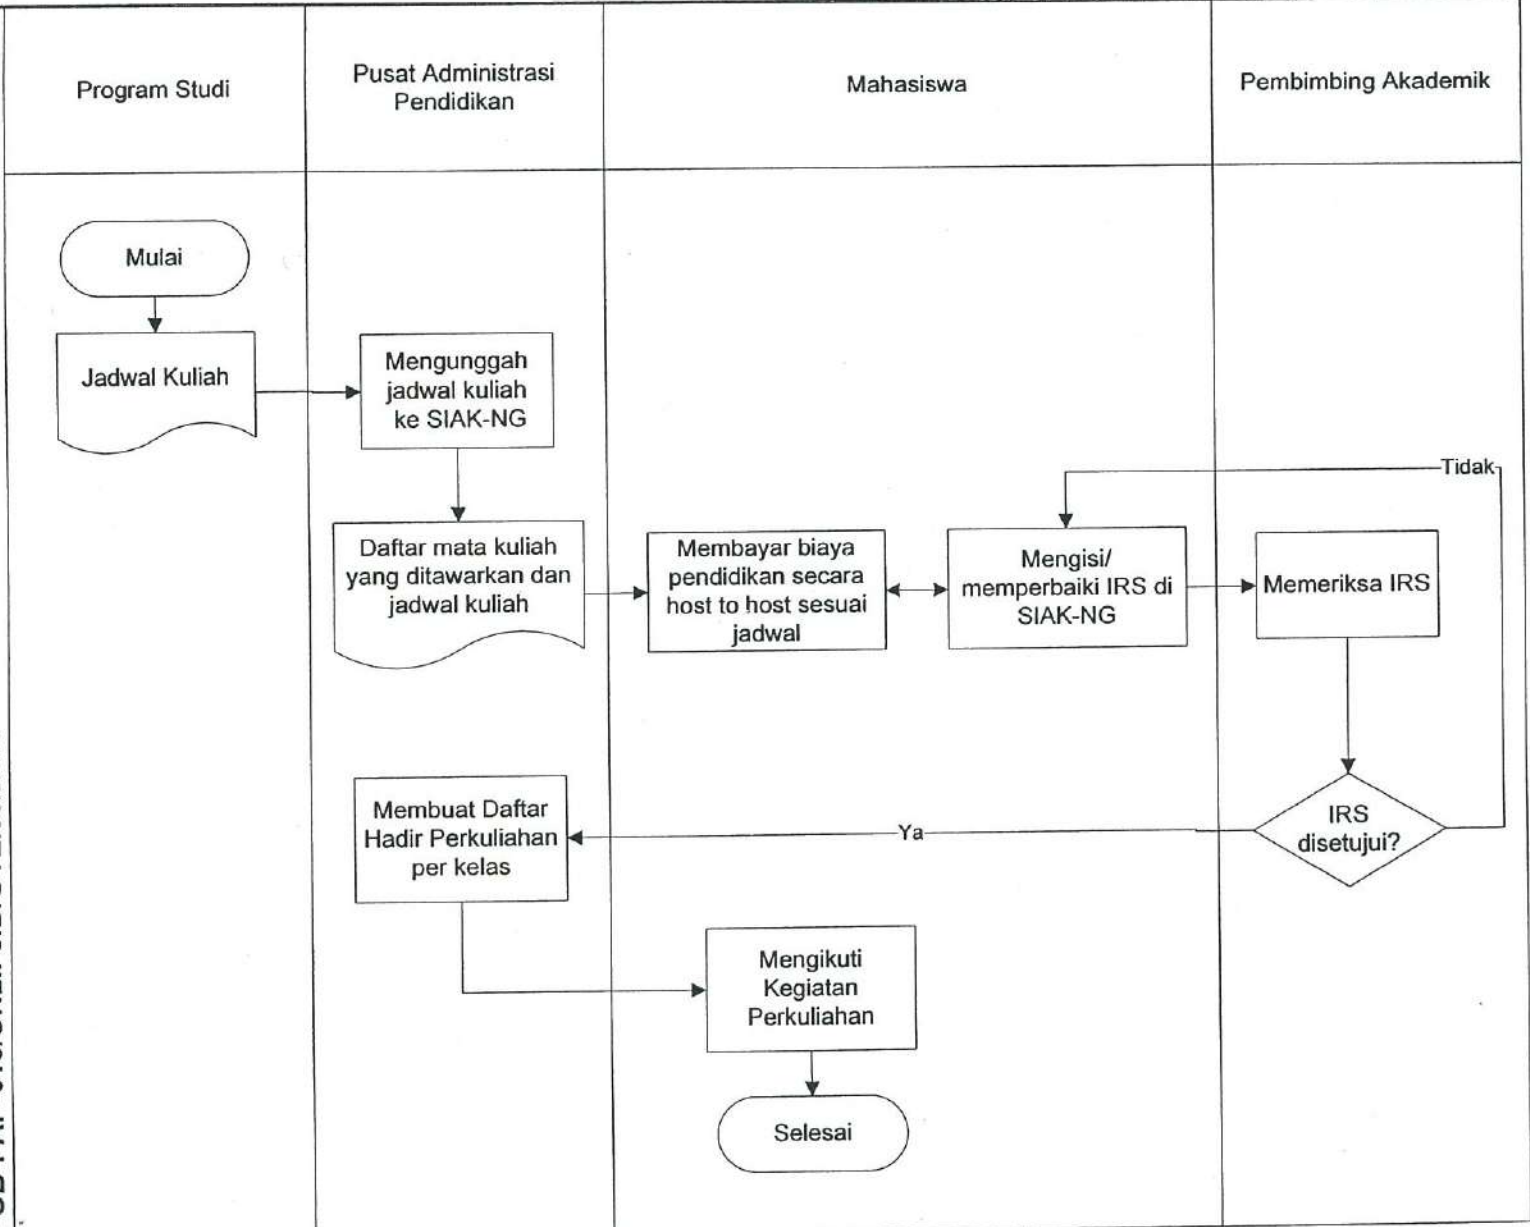 Program Studi
Pusat Administrasi
Pendidikan
Mahasiswa
Pembimbing Akademik
Mulai
Jadwal Kuliah
Mengunggah
jadwal kuliah
ke SIAK-NG
Tidak
Daftar mata kuliah
yang ditawarkan dan
jadwal kuliah
Membayar biaya
pendidikan secara
host to host sesuai
jadwal
Mengisi/
memperbaiki IRS di
SIAK-NG
Memeriksa IRS
IRS
disetujui?
Ya
Membuat Daftar
Hadir Perkuliahan
per kelas
Mengikuti
Kegiatan
Perkuliahan
Selesai